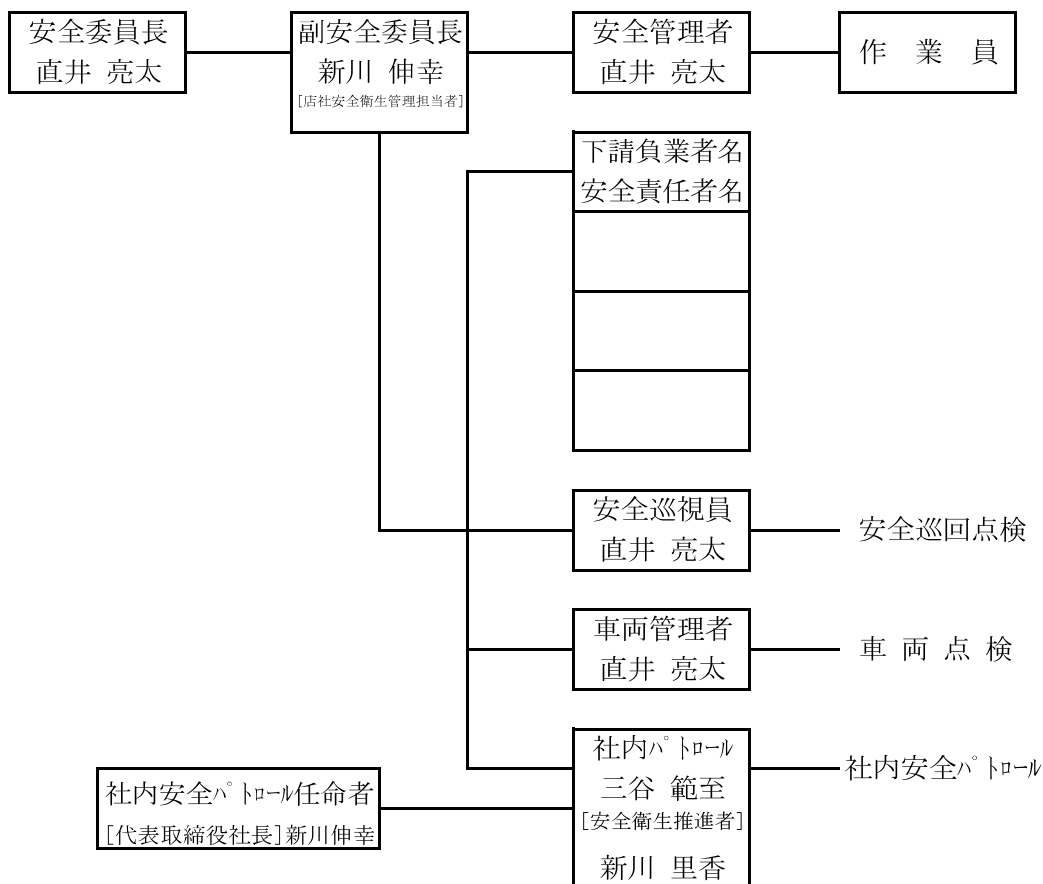 安全委員長
直井 亮太
副安全委員長
新川 伸幸
[店社安全衛生管理担当者]
安全管理者
直井 亮太
作 業 員
下請負業者名
安全責任者名
安全巡視員
直井 亮太
安全巡回点検
車両管理者
直井 亮太
車 両 点 検
社内ﾊﾟﾄﾛｰﾙ
三谷 範至
[安全衛生推進者]
新川 里香
社内安全ﾊﾟﾄﾛｰﾙ
社内安全ﾊﾟﾄﾛｰﾙ任命者
[代表取締役社長]新川伸幸